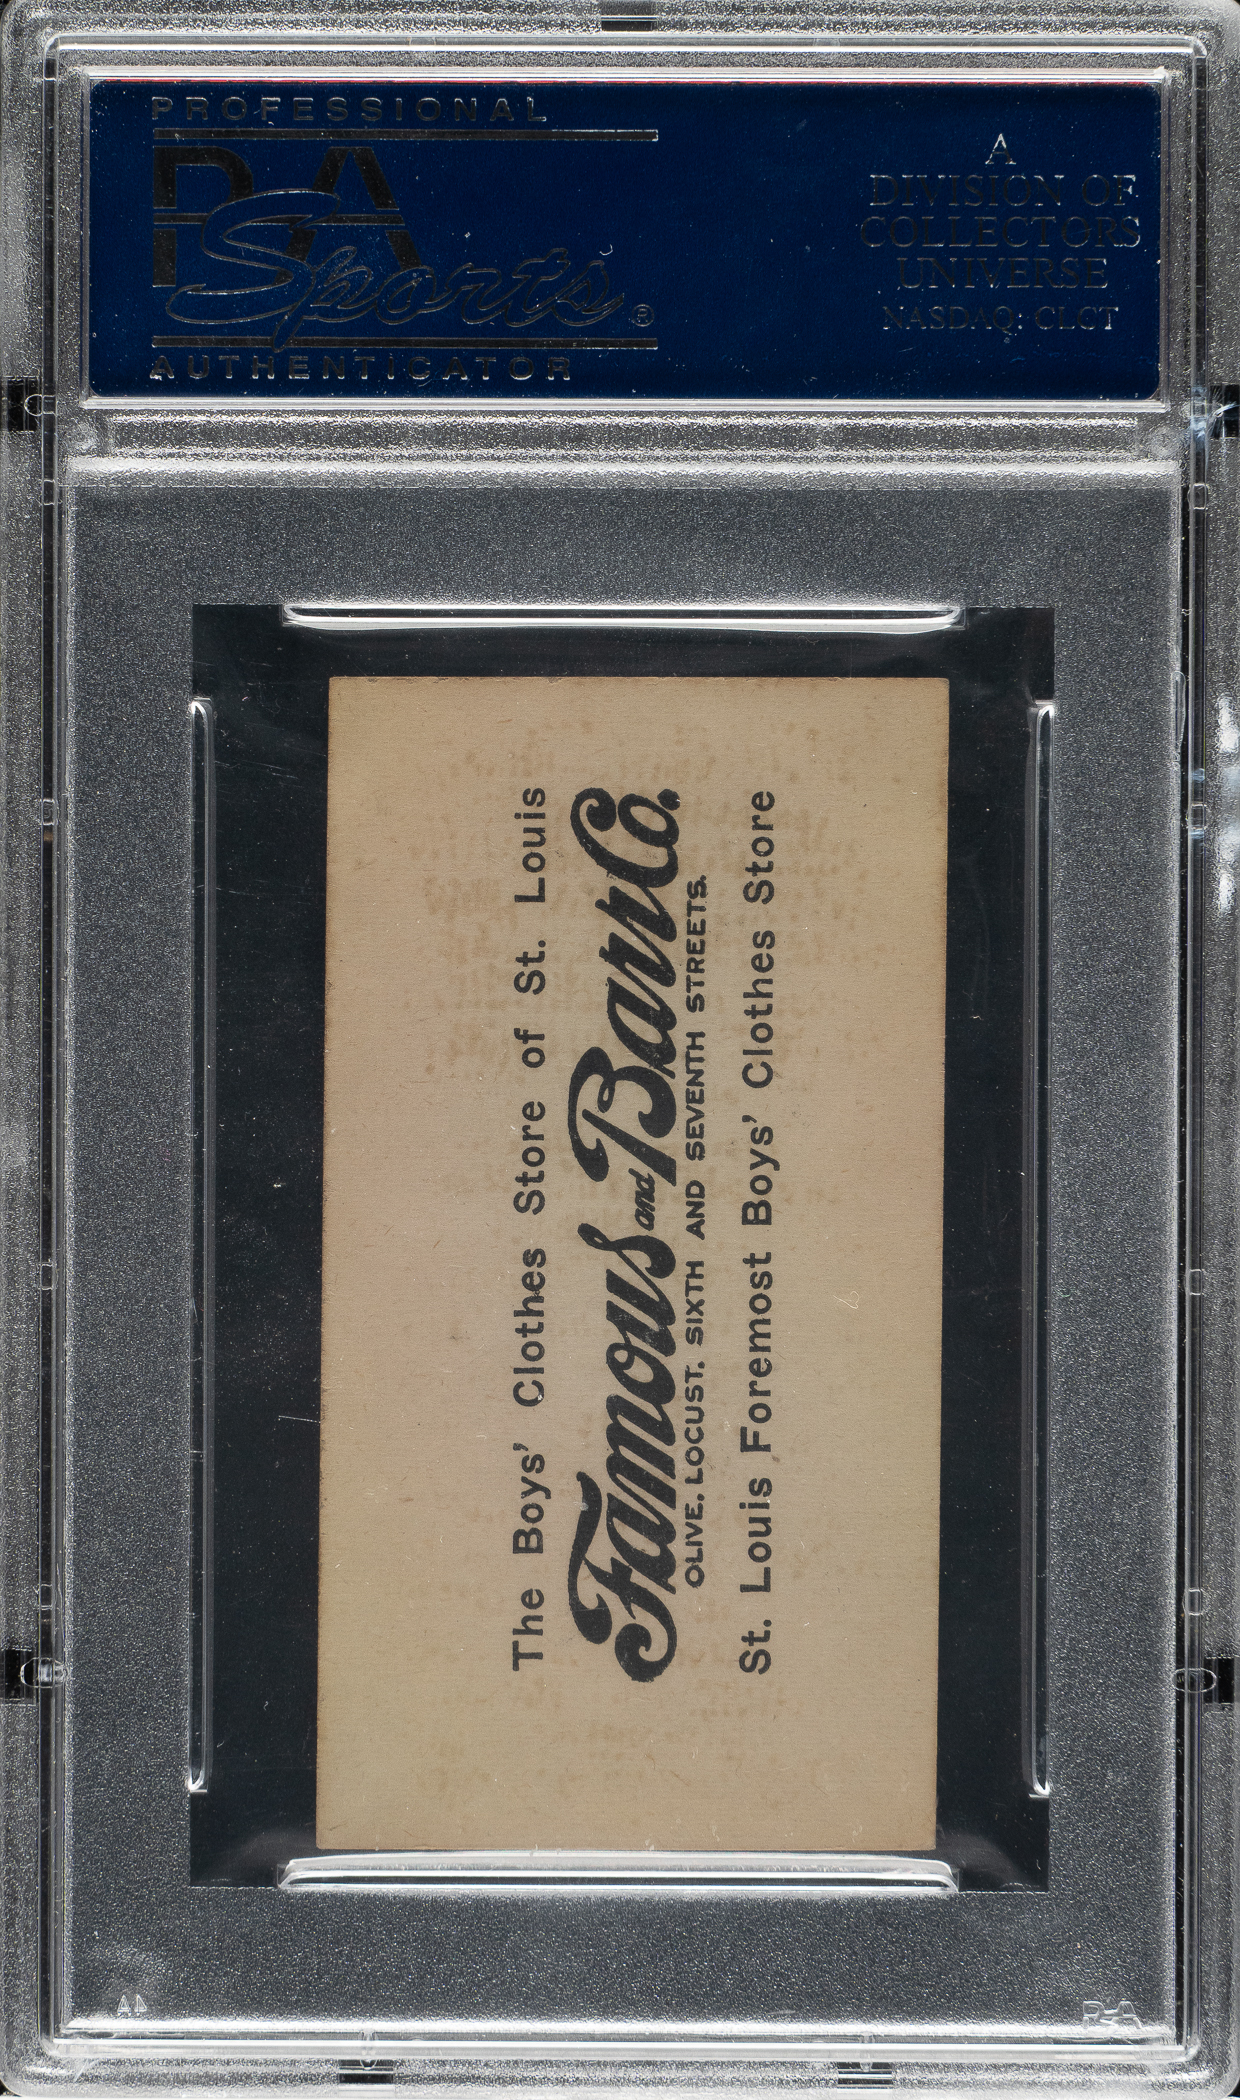 PROFESSIONAL
PSA
Sports®
AUTHENTICATOR
A
DIVISION OF
COLLECTORS
UNIVERSE
NASDAQ: CLCT
The Boys' Clothes Store of St. Louis
Famous and Barr Co.
OLIVE, LOCUST, SIXTH AND SEVENTH STREETS.
St. Louis Foremost Boys' Clothes Store
PSA